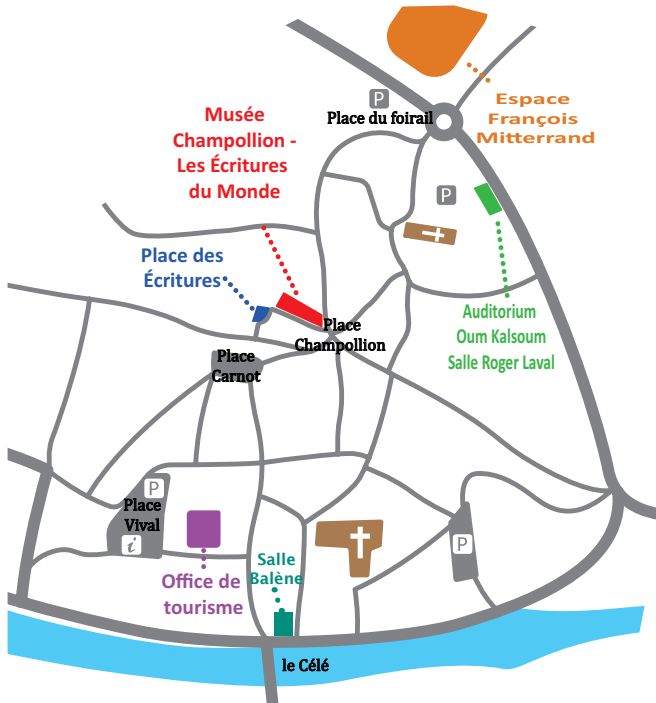 P
Place du foirail
Espace
François
Mitterrand
Musée
Champollion -
Les Écritures
du Monde
P
Place des
Écritures
Auditorium
Oum Kalsoum
Salle Roger Laval
Place
Champollion
Place
Carnot
P
Place
Vival
i
P
Office de
tourisme
Salle
Balène
le Célé